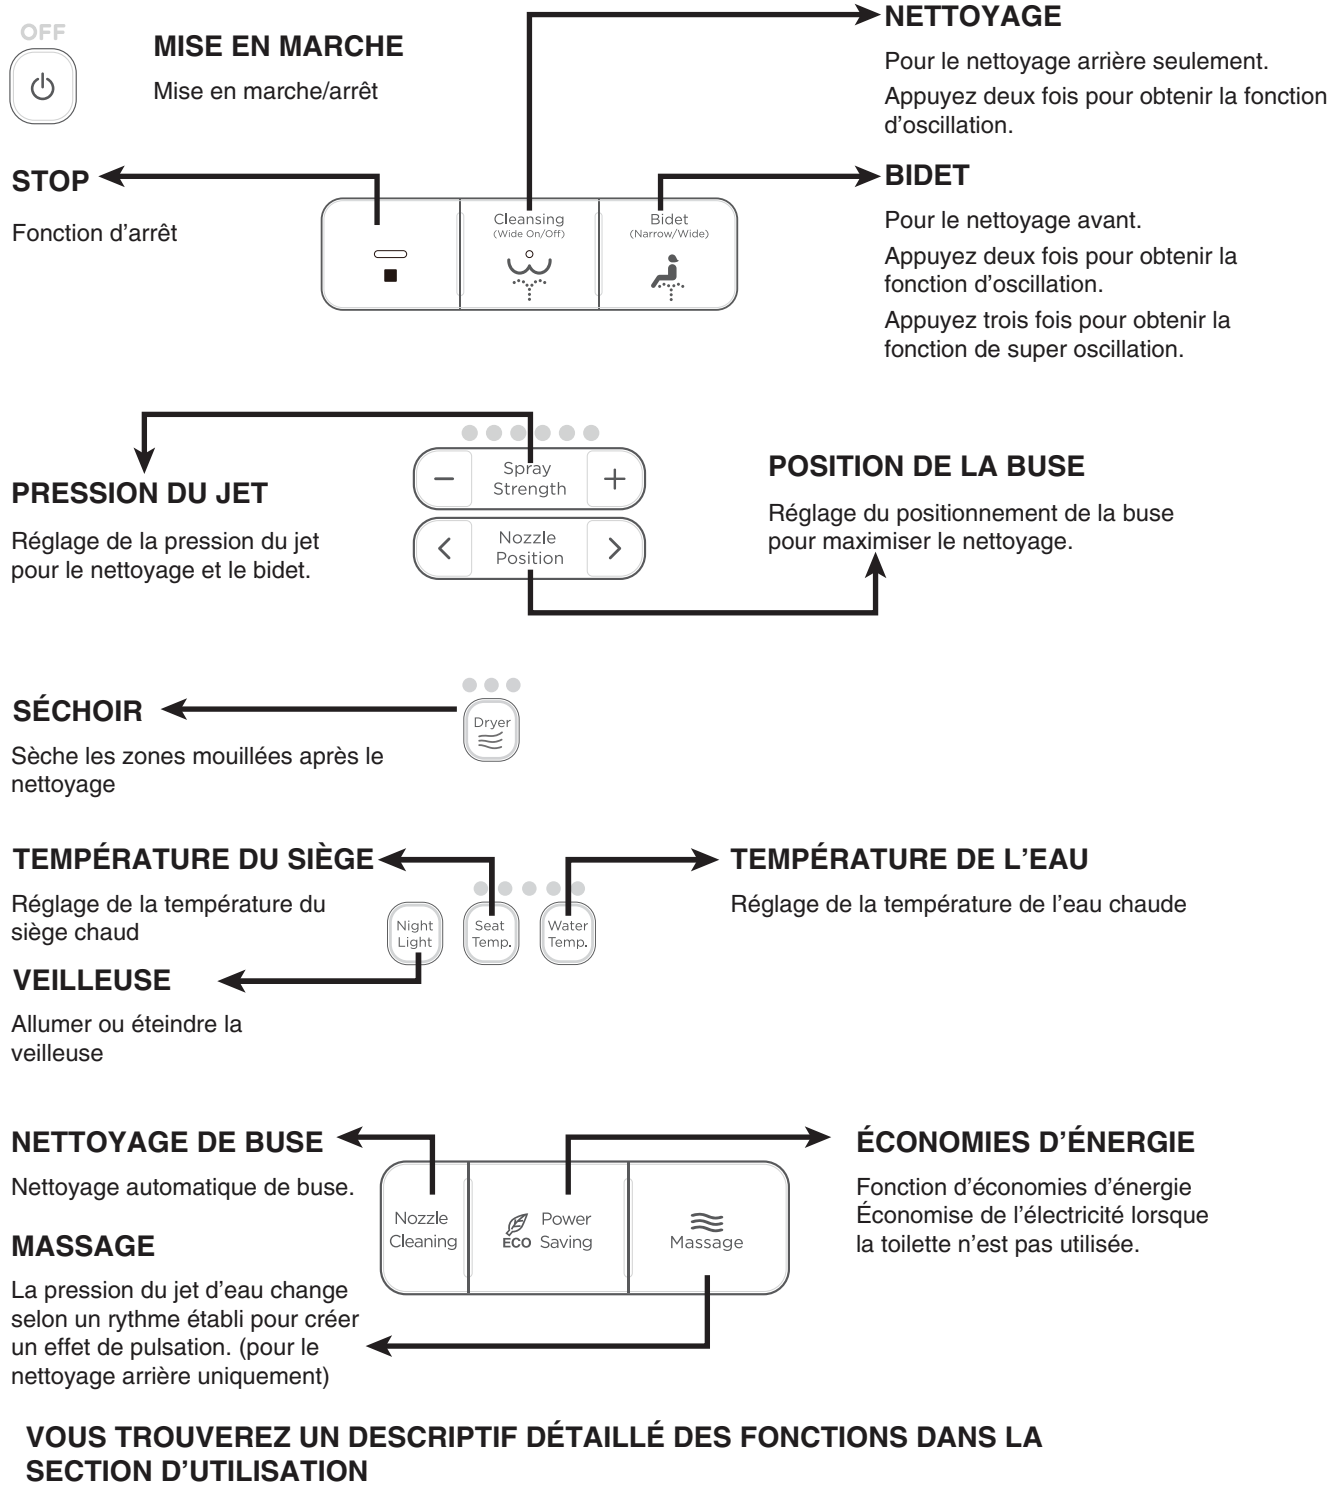 OFF
MISE EN MARCHE
Mise en marche/arrêt
NETTOYAGE
Pour le nettoyage arrière seulement.
Appuyez deux fois pour obtenir la fonction
d'oscillation.
STOP
Fonction d'arrêt
Cleansing
(Wide On/Off)
Bidet
(Narrow/Wide)
BIDET
Pour le nettoyage avant.
Appuyez deux fois pour obtenir la
fonction d'oscillation.
Appuyez trois fois pour obtenir la
fonction de super oscillation.
PRESSION DU JET
Réglage de la pression du jet
pour le nettoyage et le bidet.
Spray
Strength
Nozzle
Position
POSITION DE LA BUSE
Réglage du positionnement de la buse
pour maximiser le nettoyage.
SÉCHOIR
Sèche les zones mouillées après le
nettoyage
Dryer
TEMPÉRATURE DU SIÈGE
Réglage de la température du
siège chaud
Night
Light
Seat
Temp.
Water
Temp.
TEMPÉRATURE DE L'EAU
Réglage de la température de l'eau chaude
VEILLEUSE
Allumer ou éteindre la
veilleuse
NETTOYAGE DE BUSE
Nettoyage automatique de buse.
Nozzle
Cleaning
ECO
Power
Saving
Massage
ÉCONOMIES D'ÉNERGIE
Fonction d'économies d'énergie
Économise de l'électricité lorsque
la toilette n'est pas utilisée.
MASSAGE
La pression du jet d'eau change
selon un rythme établi pour créer
un effet de pulsation. (pour le
nettoyage arrière uniquement)
VOUS TROUVEREZ UN DESCRIPTIF DÉTAILLÉ DES FONCTIONS DANS LA
SECTION D'UTILISATION